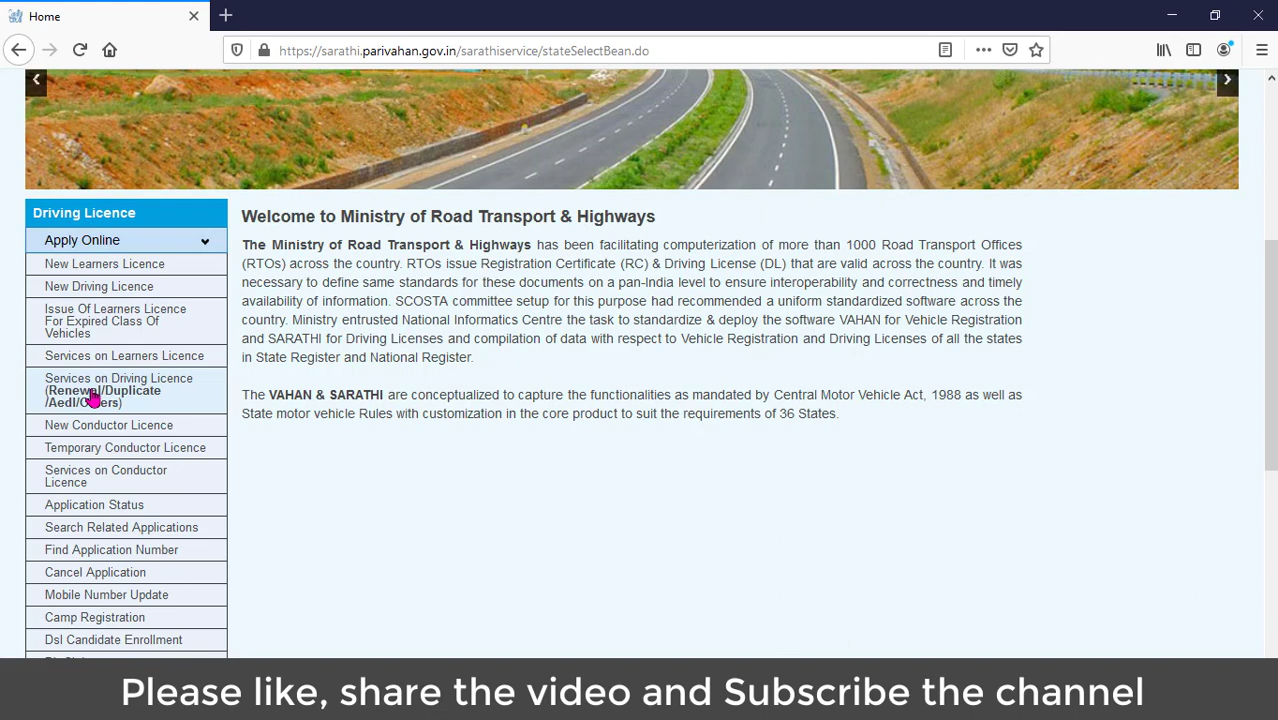 Home
https://sarathi.parivahan.gov.in/sarathiservice/stateSelectBean.do
Driving Licence
Apply Online
New Learners Licence
New Driving Licence
Issue Of Learners Licence
For Expired Class Of
Vehicles
Services on Learners Licence
Services on Driving Licence
(Renewal/Duplicate
/Aedl/Others)
New Conductor Licence
Temporary Conductor Licence
Services on Conductor
Licence
Application Status
Search Related Applications
Find Application Number
Cancel Application
Mobile Number Update
Camp Registration
Dsl Candidate Enrollment
Welcome to Ministry of Road Transport & Highways
The Ministry of Road Transport & Highways has been facilitating computerization of more than 1000 Road Transport Offices
(RTOs) across the country. RTOs issue Registration Certificate (RC) & Driving License (DL) that are valid across the country. It was
necessary to define same standards for these documents on a pan-India level to ensure interoperability and correctness and timely
availability of information. SCOSTA committee setup for this purpose had recommended a uniform standardized software across the
country. Ministry entrusted National Informatics Centre the task to standardize & deploy the software VAHAN for Vehicle Registration
and SARATHI for Driving Licenses and compilation of data with respect to Vehicle Registration and Driving Licenses of all the states
in State Register and National Register.
The VAHAN & SARATHI are conceptualized to capture the functionalities as mandated by Central Motor Vehicle Act, 1988 as well as
State motor vehicle Rules with customization in the core product to suit the requirements of 36 States.
Please like, share the video and Subscribe the channel